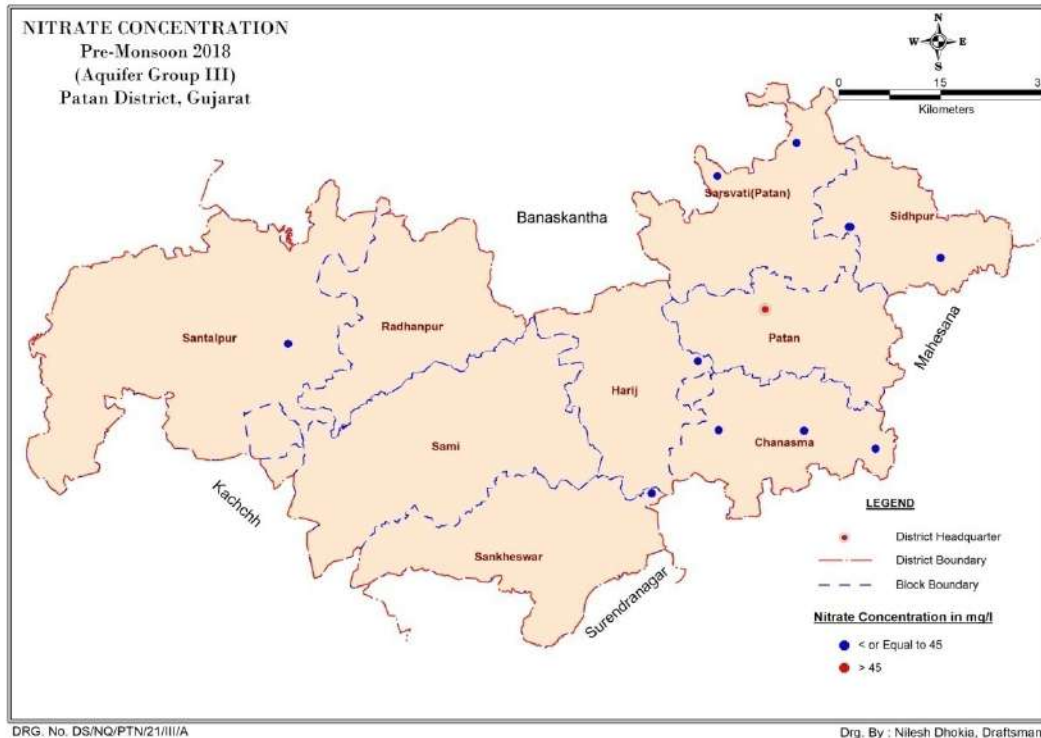 NITRATE CONCENTRATION
Pre-Monsoon 2018
(Aquifer Group III)
Patan District, Gujarat
N
W E
S
0 15 3
Kilometers
Sarsvati(Patan)
Banaskantha
Sidhpur
Santalpur
Radhanpur
Patan
Mahesana
Harij
Sami
Chanasma
Kachchh
Sankheswar
Surendranagar
LEGEND
District Headquarter
District Boundary
Block Boundary
Nitrate Concentration in mg/l
< or Equal to 45
> 45
DRG. No. DS/NQ/PTN/21/III/A
Drg. By : Nilesh Dhokia, Draftsman